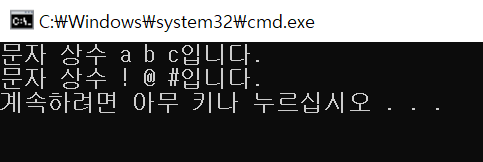 C:₩Windows₩system32₩cmd.exe
문자 상수 a b c입니다.
문자 상수 ! @ #입니다.
계속하려면 아무 키나 누르십시오 . . .